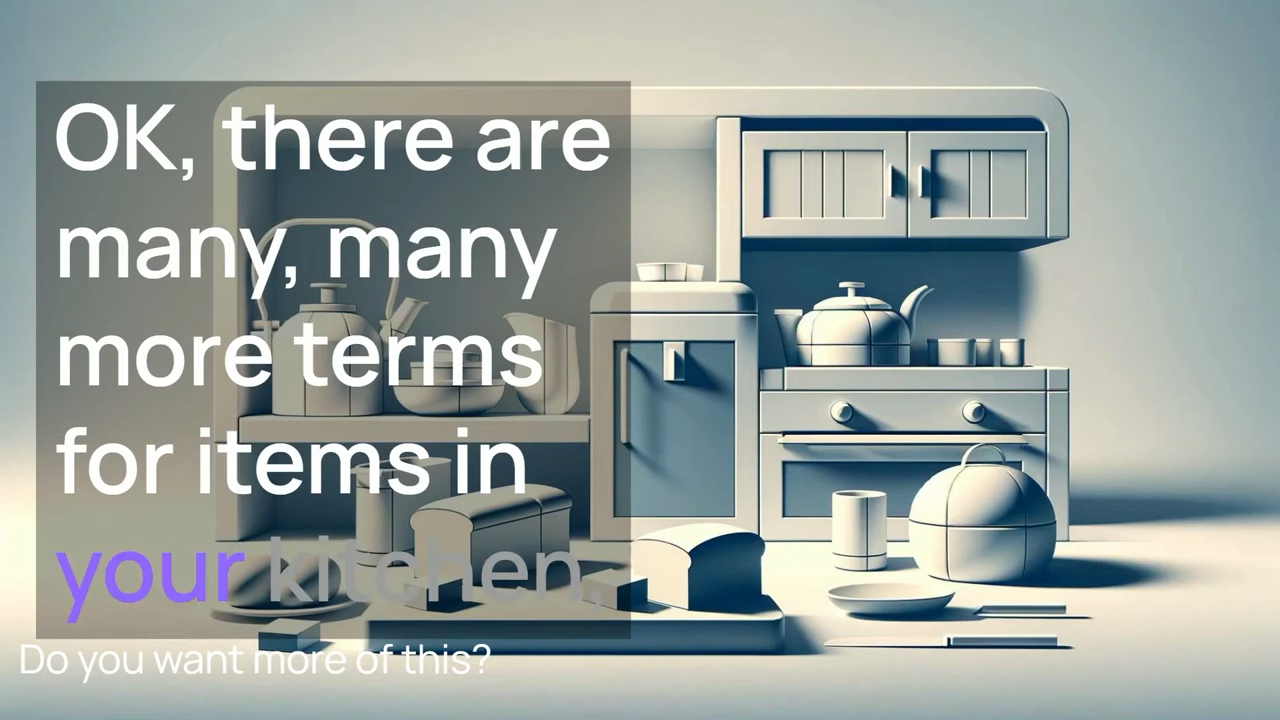 OK, there are
many, many
more terms
for items in
your kitchen,
Do you want more of this?